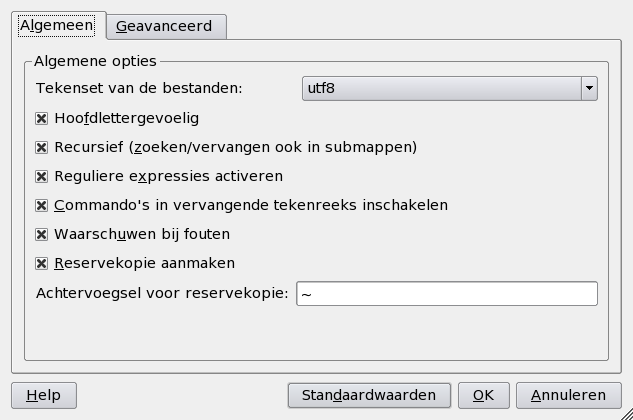 Algemeen Geavanceerd
Algemene opties
Tekenset van de bestanden: utf8
Hoofdlettergevoelig
Recursief (zoeken/vervangen ook in submappen)
Reguliere expressies activeren
Commando's in vervangende tekenreeks inschakelen
Waarschuwen bij fouten
Reservekopie aanmaken
Achtervoegsel voor reservekopie: ~
Help Standaardwaarden OK Annuleren